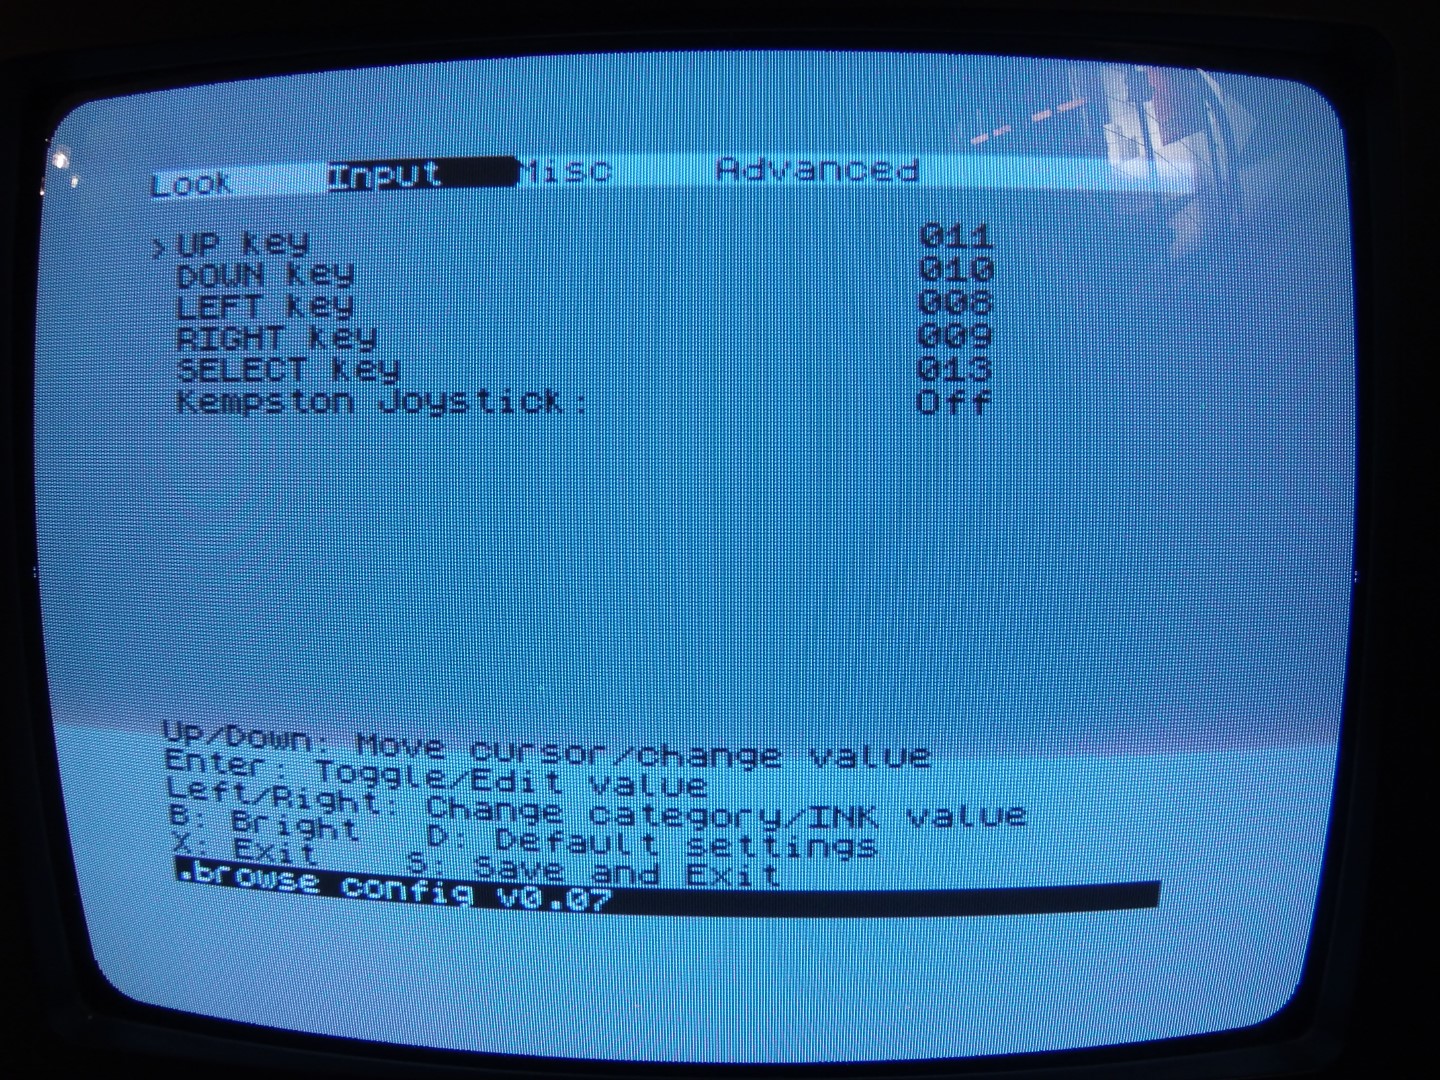 Look Input Misc Advanced
> UP key 011
DOWN key 010
LEFT key 008
RIGHT key 009
SELECT key 013
Kempston Joystick: Off
Up/Down: Move cursor/change value
Enter: Toggle/Edit value
Left/Right: Change category/INK value
B: Bright D: Default settings
X: Exit S: Save and Exit
.browse config v0.07